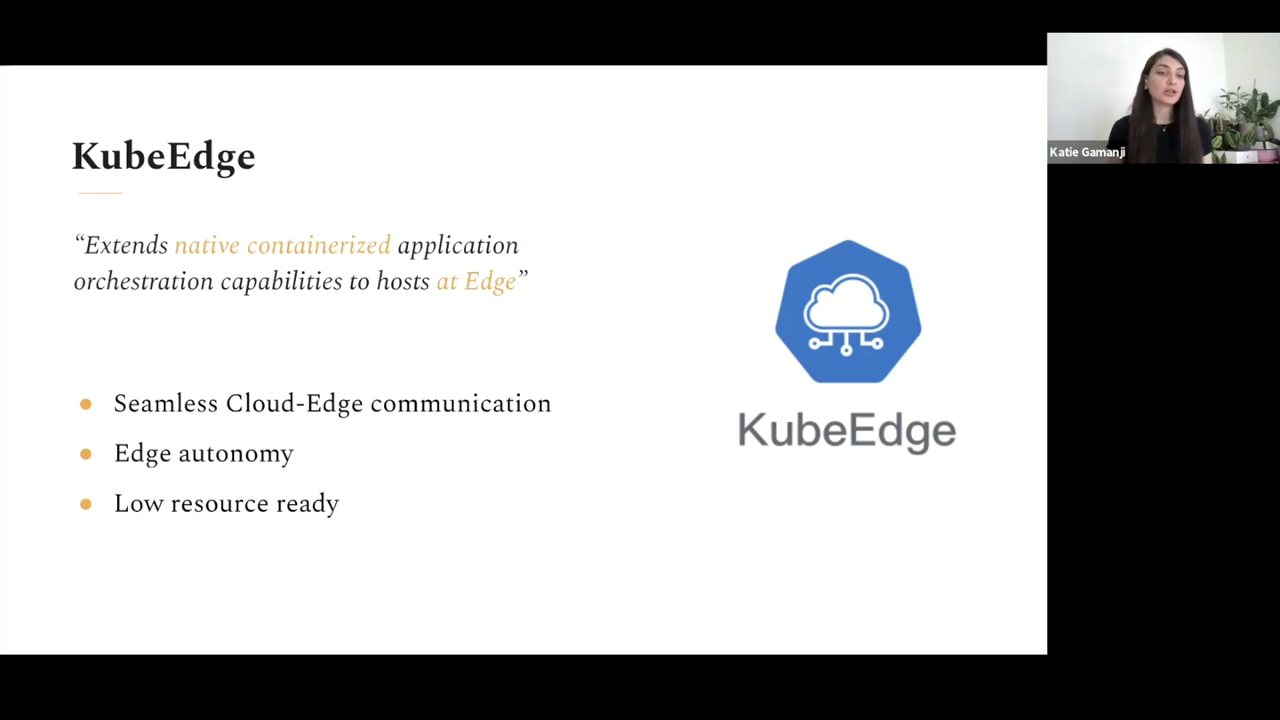 KubeEdge
“Extends native containerized application
orchestration capabilities to hosts at Edge”
Seamless Cloud-Edge communication
Edge autonomy
Low resource ready
KubeEdge
Katie Gamanji